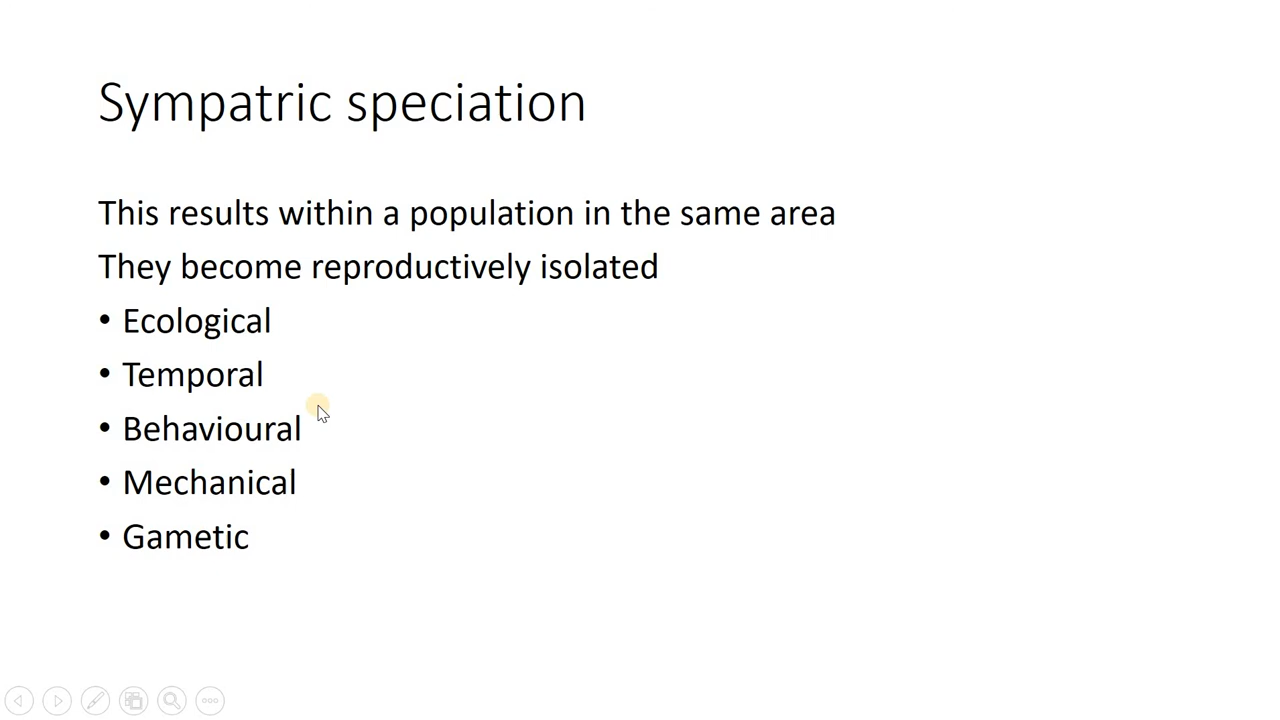 Sympatric speciation
This results within a population in the same area
They become reproductively isolated
• Ecological
• Temporal
• Behavioural
• Mechanical
• Gametic